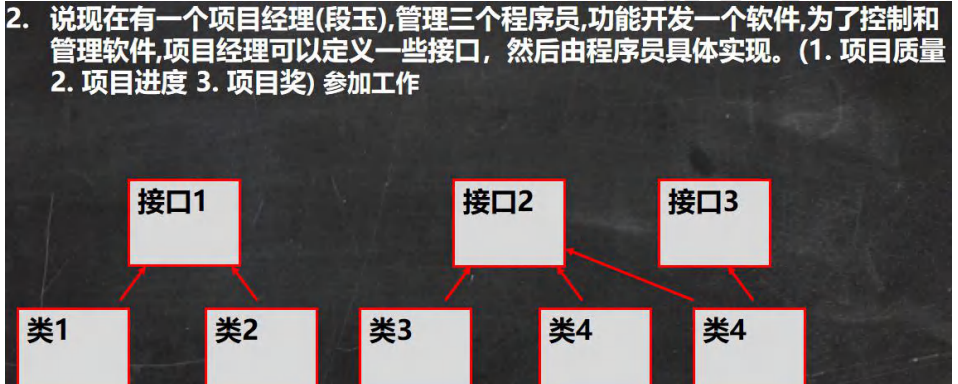 2. 说现在有一个项目经理(段玉),管理三个程序员,功能开发一个软件,为了控制和
管理软件,项目经理可以定义一些接口，然后由程序员具体实现。(1. 项目质量
2. 项目进度 3. 项目奖) 参加工作
接口1
接口2
接口3
类1
类2
类3
类4
类4